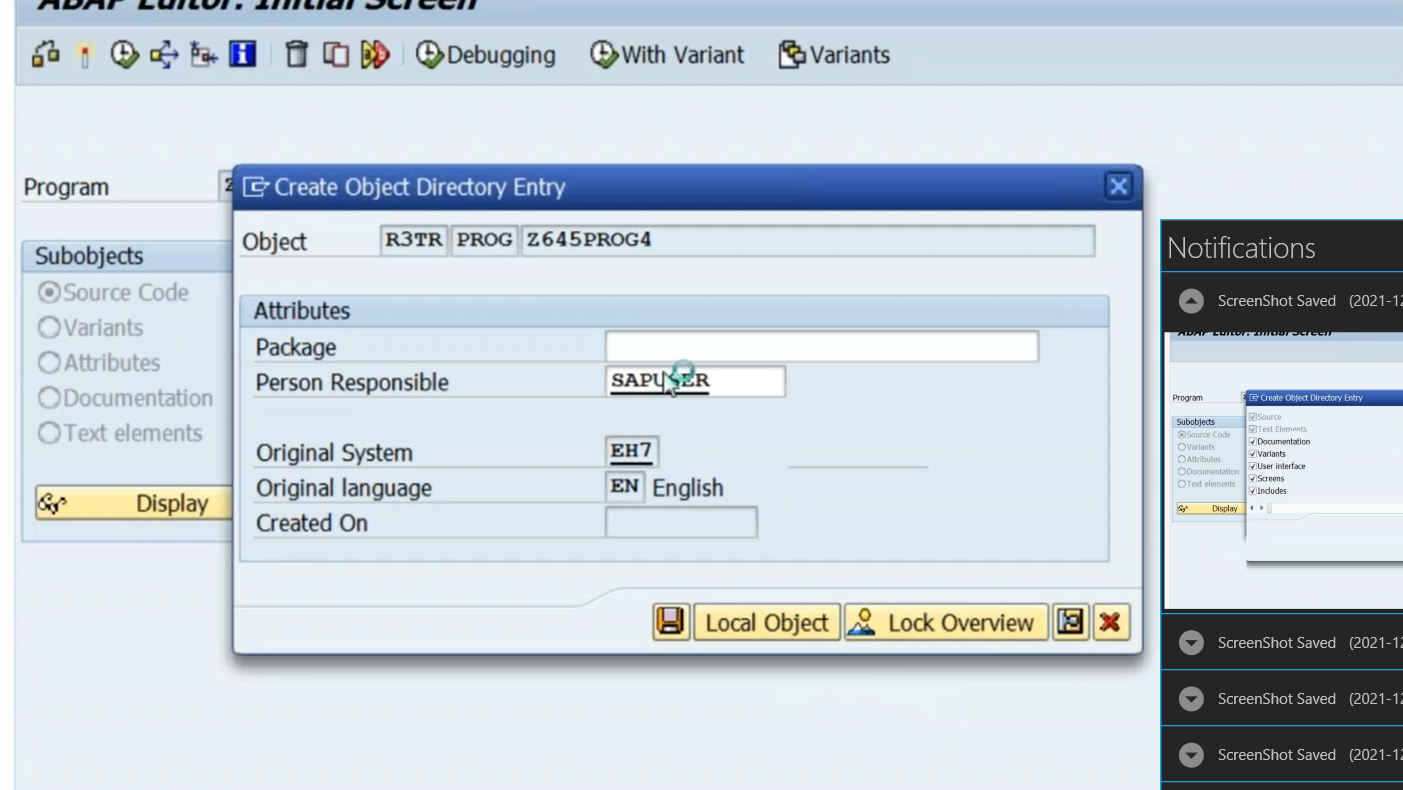 ABAP Editor: Initial Screen
Debugging With Variant Variants
Program
Create Object Directory Entry
Object R3TR PROG Z645PROG4
Subobjects
Source Code
Variants
Attributes
Documentation
Text elements
Display
Attributes
Package
Person Responsible SAPUSER
Original System EH7
Original language EN English
Created On
Local Object Lock Overview
Notifications
ScreenShot Saved (2021-12
ABAP Editor: Initial Screen
Program
Create Object Directory Entry
Subobjects
Source Code
Variants
Attributes
Documentation
Text elements
Display
Source
Text Elements
Documentation
Variants
User interface
Screens
Includes
ScreenShot Saved (2021-12
ScreenShot Saved (2021-12
ScreenShot Saved (2021-12